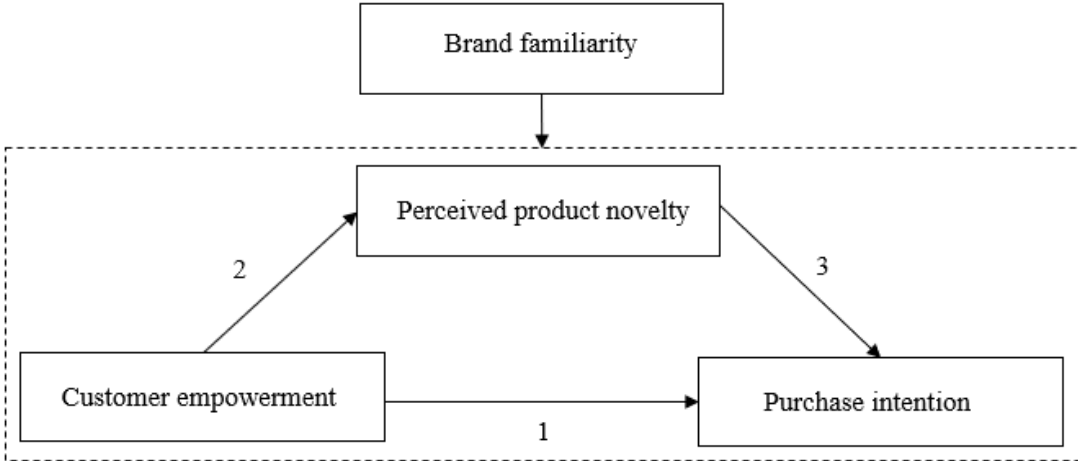 Brand familiarity
Perceived product novelty
2
3
Customer empowerment
Purchase intention
1